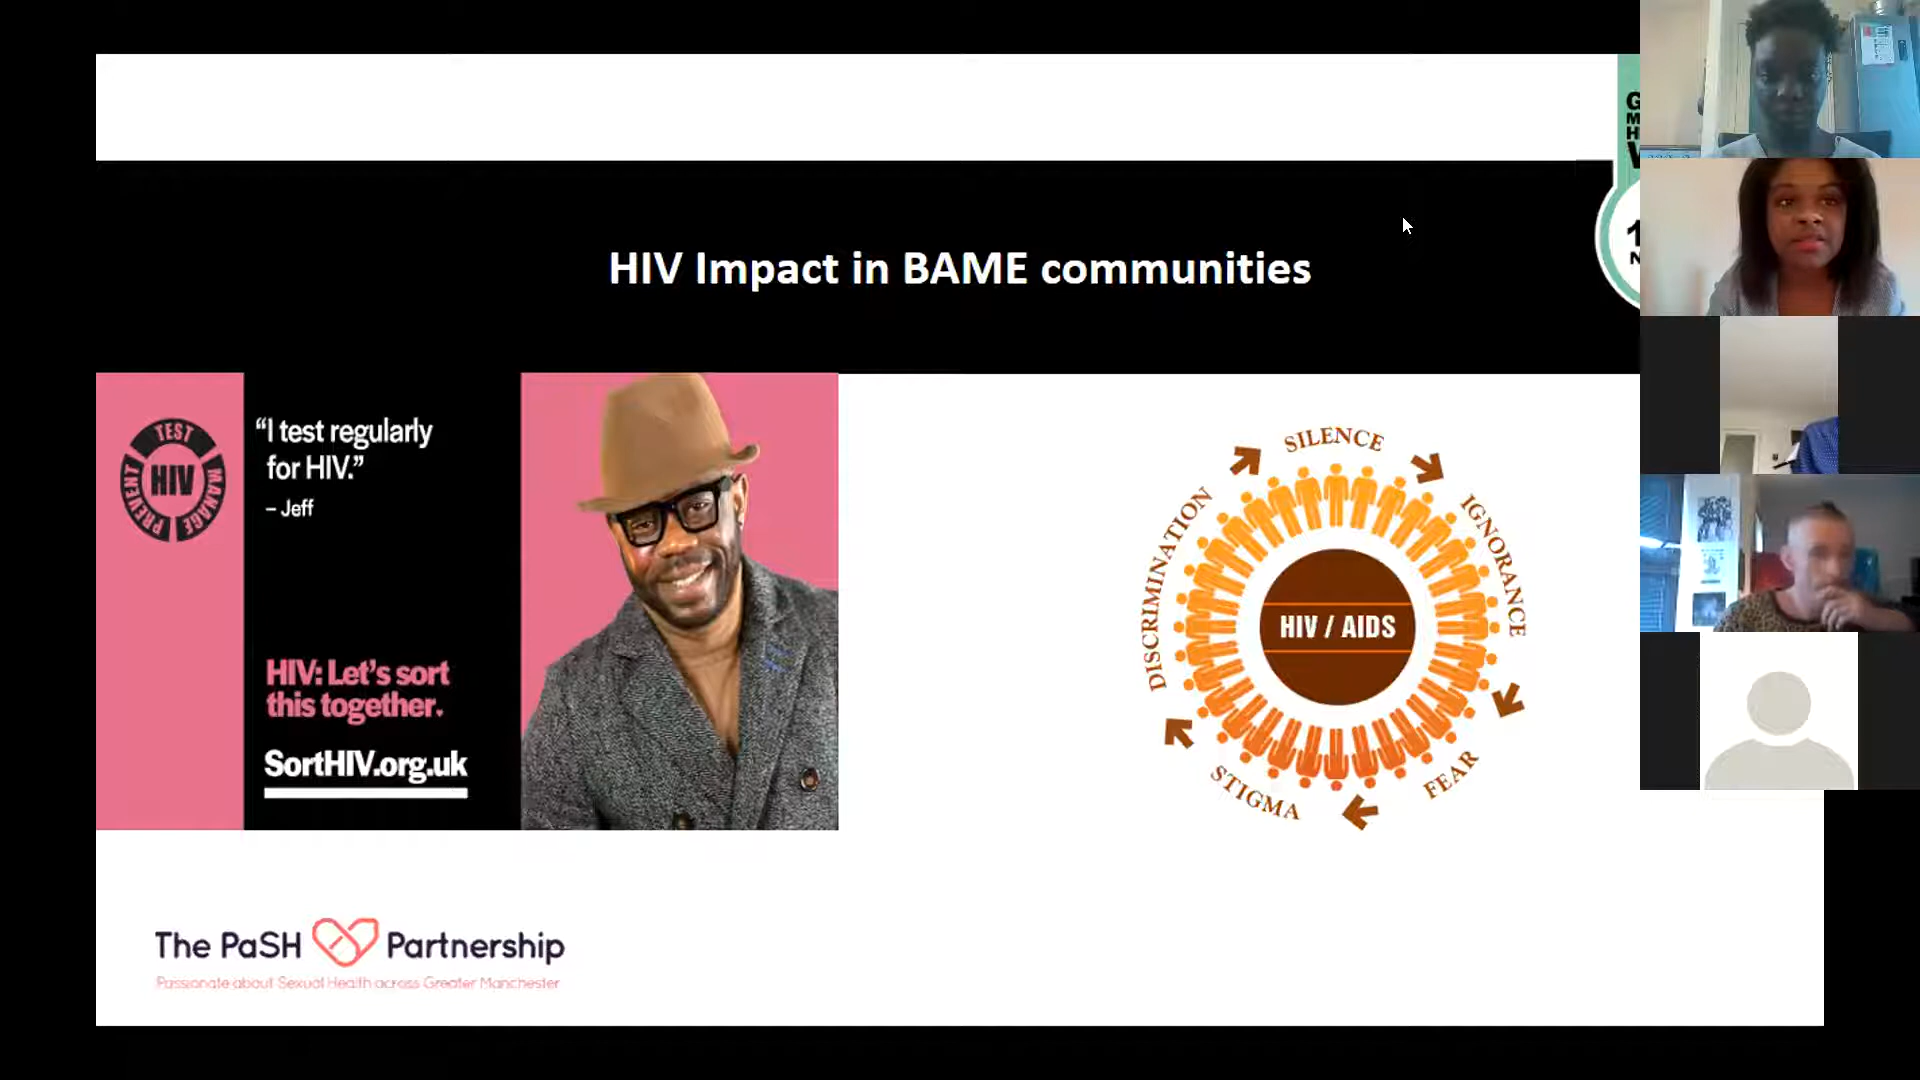 HIV Impact in BAME communities
TEST
MANAGE
PREVENT
HIV
“I test regularly
for HIV.”
– Jeff
HIV: Let’s sort
this together.
SortHIV.org.uk
SILENCE
IGNORANCE
FEAR
STIGMA
DISCRIMINATION
HIV / AIDS
The PaSH Partnership
Passionate about Sexual Health across Greater Manchester